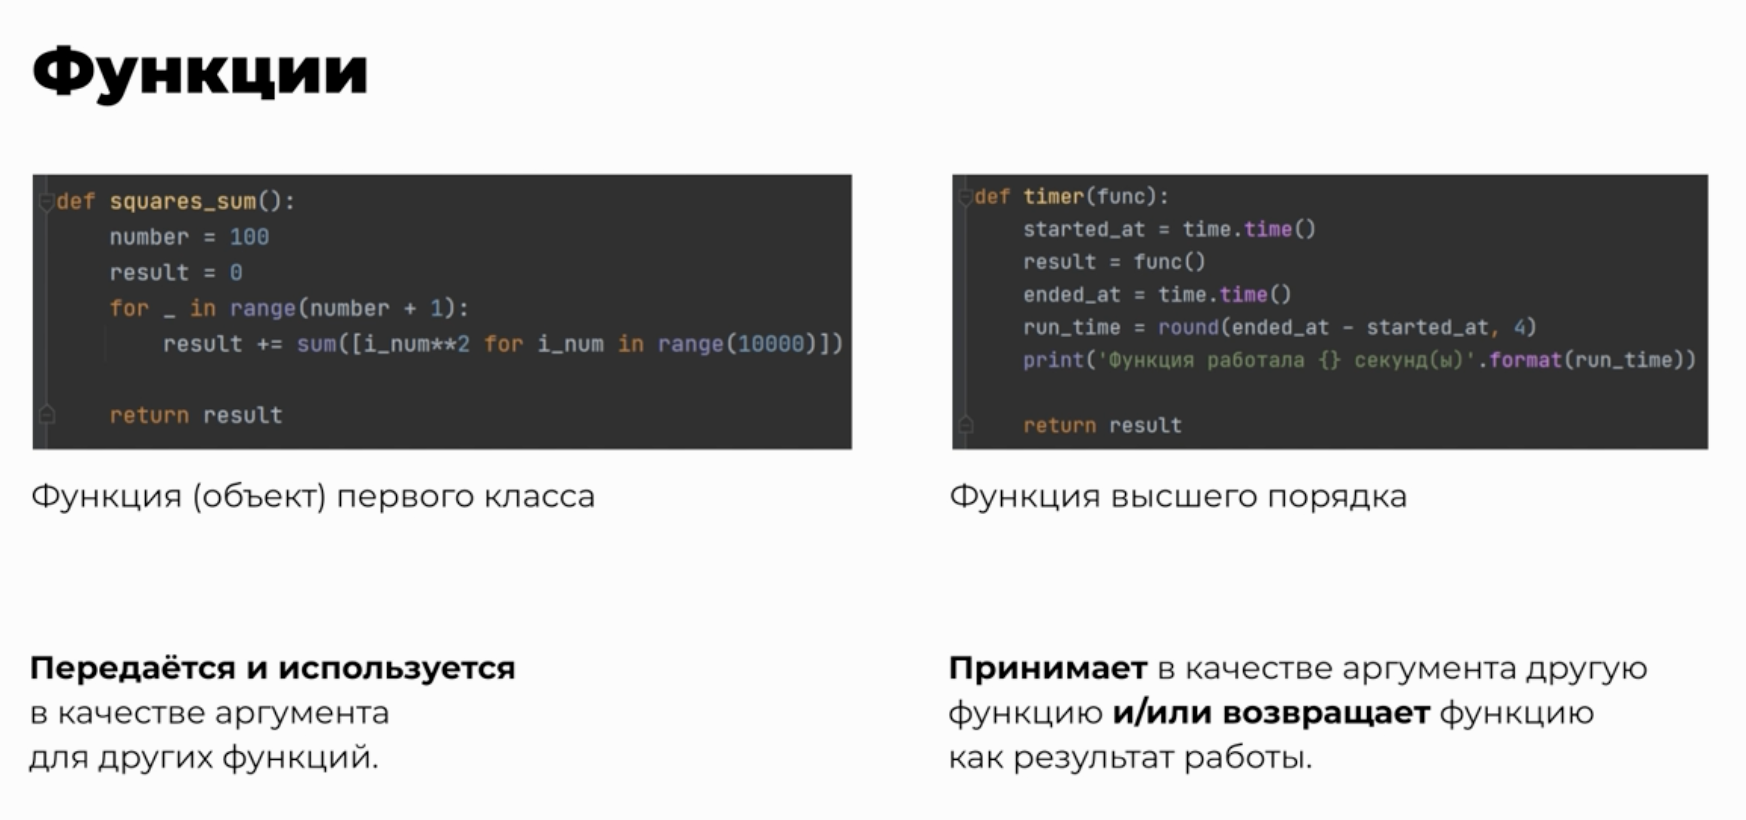 Функции
def squares_sum():
    number = 100
    result = 0
    for _ in range(number + 1):
        result += sum([i_num**2 for i_num in range(10000)])
    return result
Функция (объект) первого класса
Передаётся и используется
в качестве аргумента
для других функций.
def timer(func):
    started_at = time.time()
    result = func()
    ended_at = time.time()
    run_time = round(ended_at - started_at, 4)
    print('Функция работала {} секунд(ы)'.format(run_time))
    return result
Функция высшего порядка
Принимает в качестве аргумента другую
функцию и/или возвращает функцию
как результат работы.